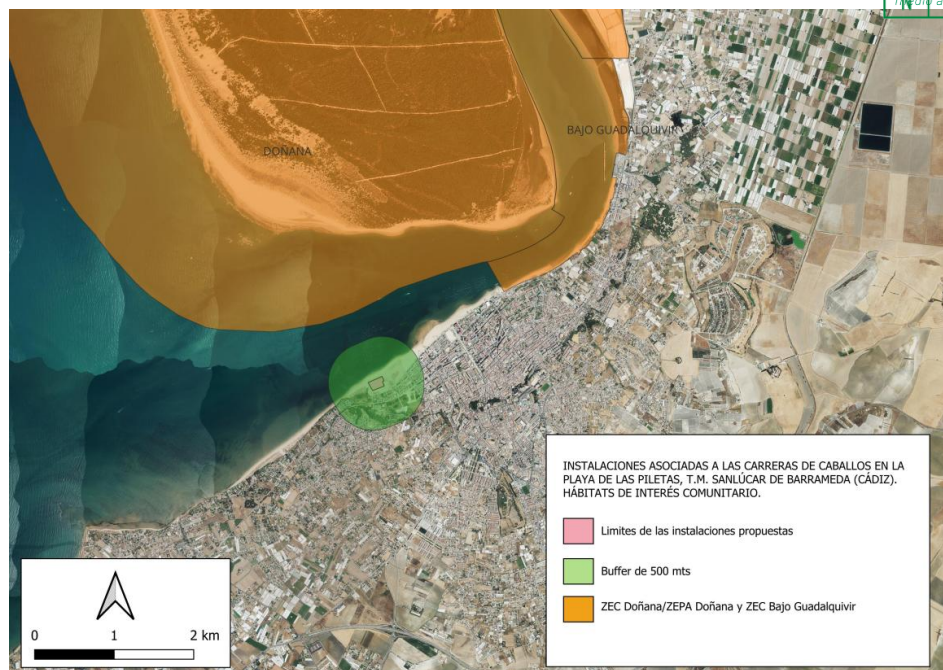 N
medio a
BAJO GUADALQUIVIR
DOÑANA
INSTALACIONES ASOCIADAS A LAS CARRERAS DE CABALLOS EN LA
PLAYA DE LAS PILETAS, T.M. SANLÚCAR DE BARRAMEDA (CÁDIZ).
HÁBITATS DE INTERÉS COMUNITARIO.
Limites de las instalaciones propuestas
Buffer de 500 mts
ZEC Doñana/ZEPA Doñana y ZEC Bajo Guadalquivir
0 1 2 km